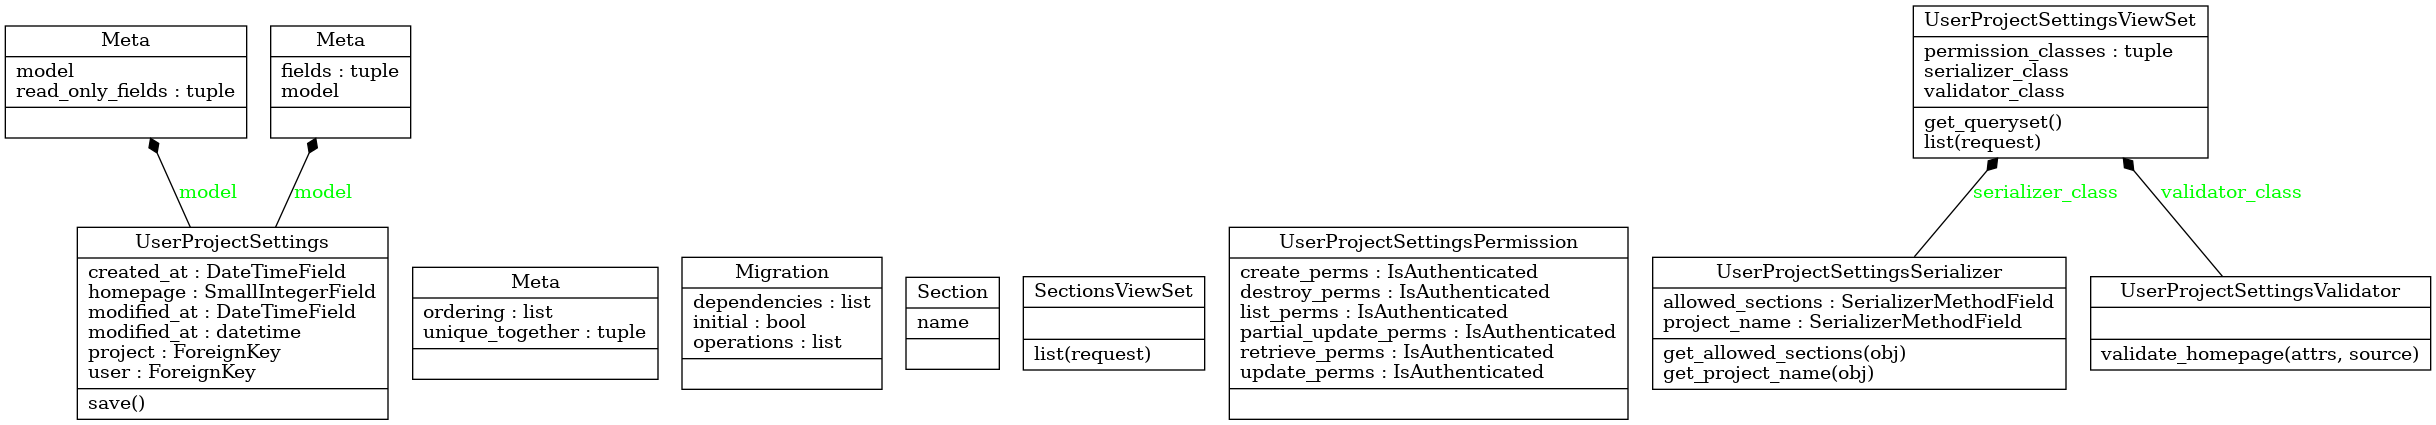 Meta
model
read_only_fields : tuple
Meta
fields : tuple
model
UserProjectSettingsViewSet
permission_classes : tuple
serializer_class
validator_class
get_queryset()
list(request)
model
model
serializer_class
validator_class
UserProjectSettings
created_at : DateTimeField
homepage : SmallIntegerField
modified_at : DateTimeField
modified_at : datetime
project : ForeignKey
user : ForeignKey
save()
Meta
ordering : list
unique_together : tuple
Migration
dependencies : list
initial : bool
operations : list
Section
name
SectionsViewSet
list(request)
UserProjectSettingsPermission
create_perms : IsAuthenticated
destroy_perms : IsAuthenticated
list_perms : IsAuthenticated
partial_update_perms : IsAuthenticated
retrieve_perms : IsAuthenticated
update_perms : IsAuthenticated
UserProjectSettingsSerializer
allowed_sections : SerializerMethodField
project_name : SerializerMethodField
get_allowed_sections(obj)
get_project_name(obj)
UserProjectSettingsValidator
validate_homepage(attrs, source)